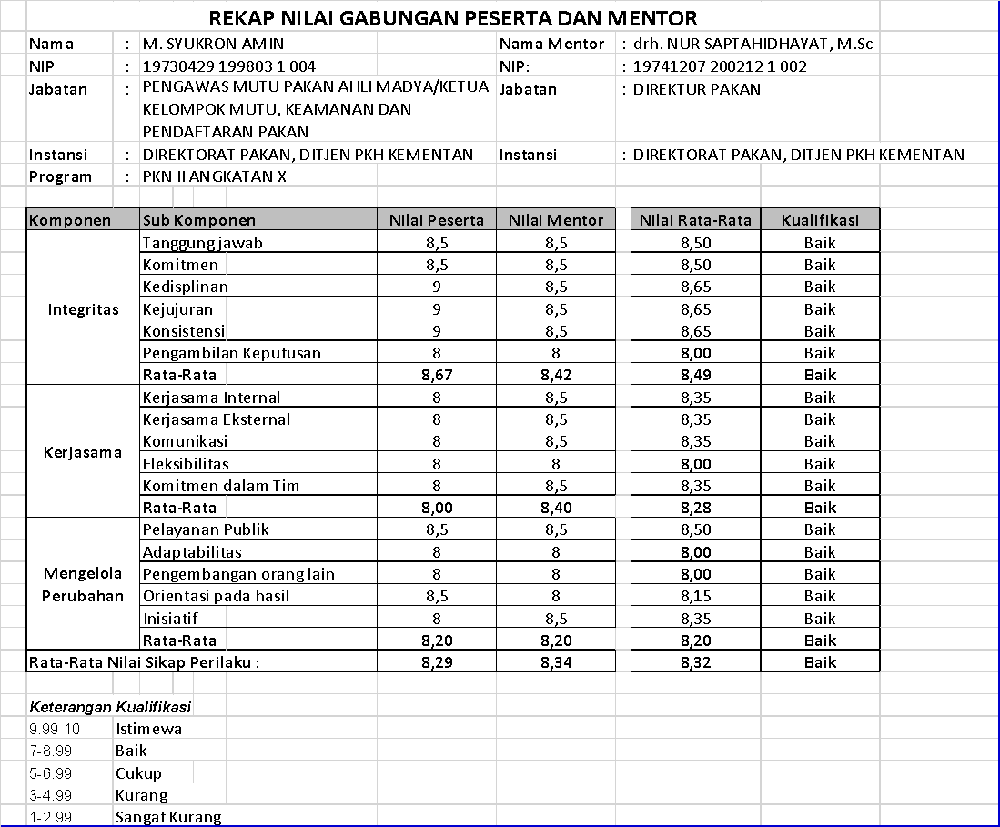 REKAP NILAI GABUNGAN PESERTA DAN MENTOR
Nama : M. SYUKRON AMIN Nama Mentor : drh. NUR SAPTAHIDHAYAT, M.Sc
NIP : 19730429 199803 1 004 NIP: : 19741207 200212 1 002
Jabatan : PENGAWAS MUTU PAKAN AHLI MADYA/KETUA Jabatan : DIREKTUR PAKAN
KELOMPOK MUTU, KEAMANAN DAN
PENDAFTARAN PAKAN
Instansi : DIREKTORAT PAKAN, DITJEN PKH KEMENTAN Instansi : DIREKTORAT PAKAN, DITJEN PKH KEMENTAN
Program : PKN II ANGKATAN X
Komponen Sub Komponen Nilai Peserta Nilai Mentor Nilai Rata-Rata Kualifikasi
Tanggung jawab 8,5 8,5 8,50 Baik
Komitmen 8,5 8,5 8,50 Baik
Kedisplinan 9 8,5 8,65 Baik
Integritas Kejujuran 9 8,5 8,65 Baik
Konsistensi 9 8,5 8,65 Baik
Pengambilan Keputusan 8 8 8,00 Baik
Rata-Rata 8,67 8,42 8,49 Baik
Kerjasama Internal 8 8,5 8,35 Baik
Kerjasama Eksternal 8 8,5 8,35 Baik
Komunikasi 8 8,5 8,35 Baik
Kerjasama
Fleksibilitas 8 8 8,00 Baik
Komitmen dalam Tim 8 8,5 8,35 Baik
Rata-Rata 8,00 8,40 8,28 Baik
Pelayanan Publik 8,5 8,5 8,50 Baik
Adaptabilitas 8 8 8,00 Baik
Mengelola Pengembangan orang lain 8 8 8,00 Baik
Perubahan Orientasi pada hasil 8,5 8 8,15 Baik
Inisiatif 8 8,5 8,35 Baik
Rata-Rata 8,20 8,20 8,20 Baik
Rata-Rata Nilai Sikap Perilaku : 8,29 8,34 8,32 Baik
Keterangan Kualifikasi
9.99-10 Istimewa
7-8.99 Baik
5-6.99 Cukup
3-4.99 Kurang
1-2.99 Sangat Kurang